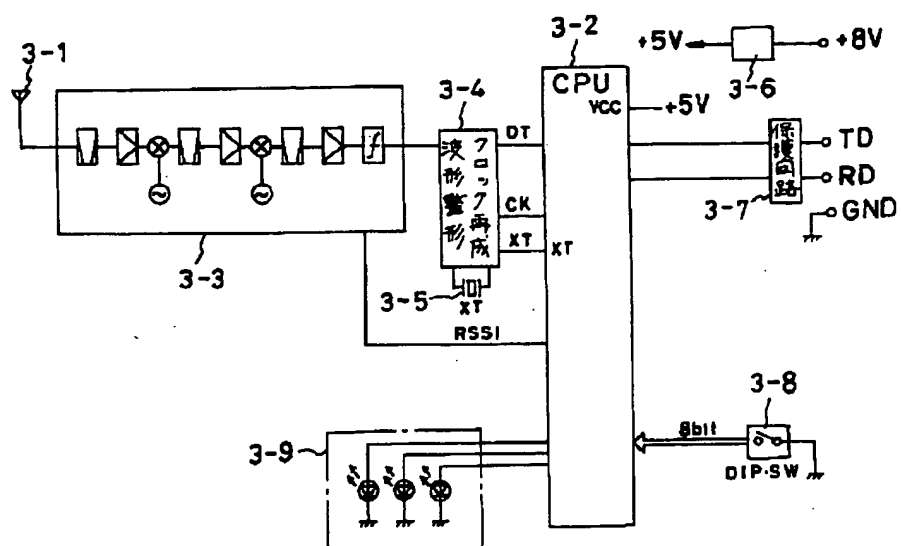 3-1
3-2
CPU
VCC
+5V
+5V
+8V
3-6
3-4
波形整形
クロック再成
DT
CK
XT
XT
3-5
XT
3-3
RSSI
保護回路
TD
RD
GND
3-7
3-8
8bit
DIP·SW
3-9